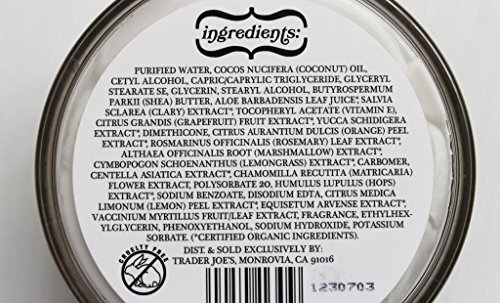 ingredients:
PURIFIED WATER, COCOS NUCIFERA (COCONUT) OIL,
CETYL ALCOHOL, CAPRIC/CAPRYLIC TRIGLYCERIDE, GLYCERYL
STEARATE SE, GLYCERIN, STEARYL ALCOHOL, BUTYROSPERMUM
PARKII (SHEA) BUTTER, ALOE BARBADENSIS LEAF JUICE*, SALVIA
SCLAREA (CLARY) EXTRACT*, TOCOPHERYL ACETATE (VITAMIN E),
CITRUS GRANDIS (GRAPEFRUIT) FRUIT EXTRACT*, YUCCA SCHIDIGERA
EXTRACT*, DIMETHICONE, CITRUS AURANTIUM DULCIS (ORANGE) PEEL
EXTRACT*, ROSMARINUS OFFICINALIS (ROSEMARY) LEAF EXTRACT*,
ALTHAEA OFFICINALIS ROOT (MARSHMALLOW) EXTRACT*,
CYMBOPOGON SCHOENANTHUS (LEMONGRASS) EXTRACT*, CARBOMER,
CENTELLA ASIATICA EXTRACT*, CHAMOMILLA RECUTITA (MATRICARIA)
FLOWER EXTRACT, POLYSORBATE 20, HUMULUS LUPULUS (HOPS)
EXTRACT*, SODIUM BENZOATE, DISODIUM EDTA, CITRUS MEDICA
LIMONUM (LEMON) PEEL EXTRACT*, EQUISETUM ARVENSE EXTRACT*,
VACCINIUM MYRTILLUS FRUIT/LEAF EXTRACT, FRAGRANCE, ETHYLHEX-
YLGLYCERIN, PHENOXYETHANOL, SODIUM HYDROXIDE, POTASSIUM
SORBATE. (*CERTIFIED ORGANIC INGREDIENTS).
DIST. & SOLD EXCLUSIVELY BY:
TRADER JOE'S, MONROVIA, CA 91016
CRUELTY FREE
1230703